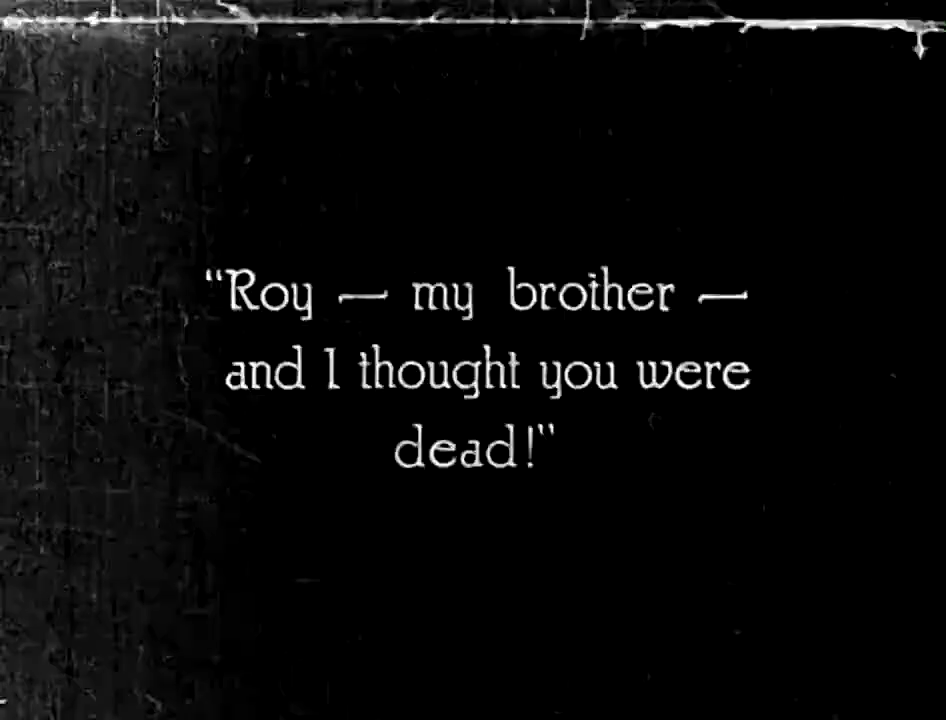 "Roy — my brother —
and I thought you were
dead!"